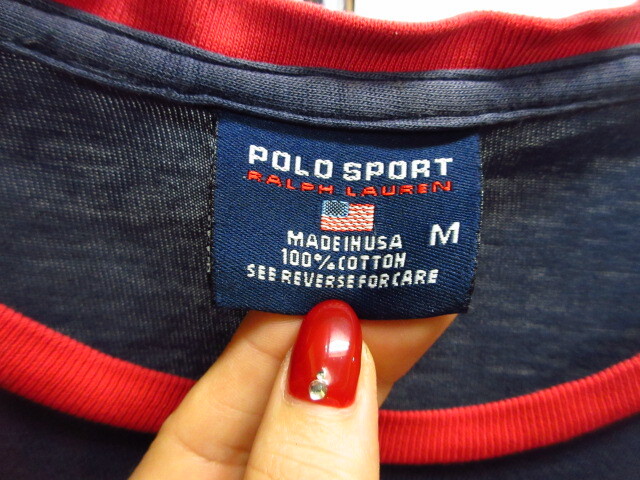 POLO SPORT
RALPH LAUREN
MADE IN USA
M
100% COTTON
SEE REVERSE FOR CARE